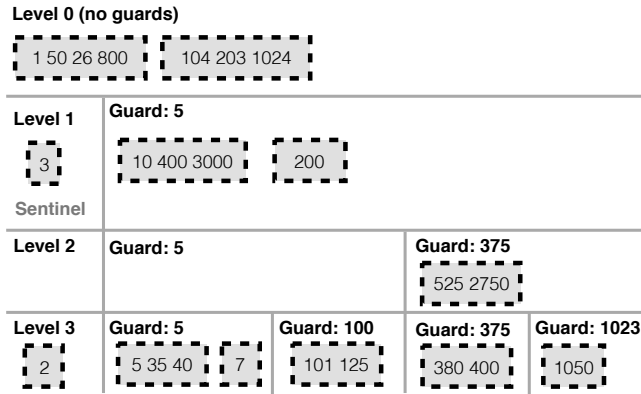 Level 0 (no guards)
1 50 26 800 104 203 1024
Level 1 Guard: 5
3 10 400 3000 200
Sentinel
Level 2 Guard: 5 Guard: 375
525 2750
Level 3 Guard: 5 Guard: 100 Guard: 375 Guard: 1023
2 5 35 40 7 101 125 380 400 1050